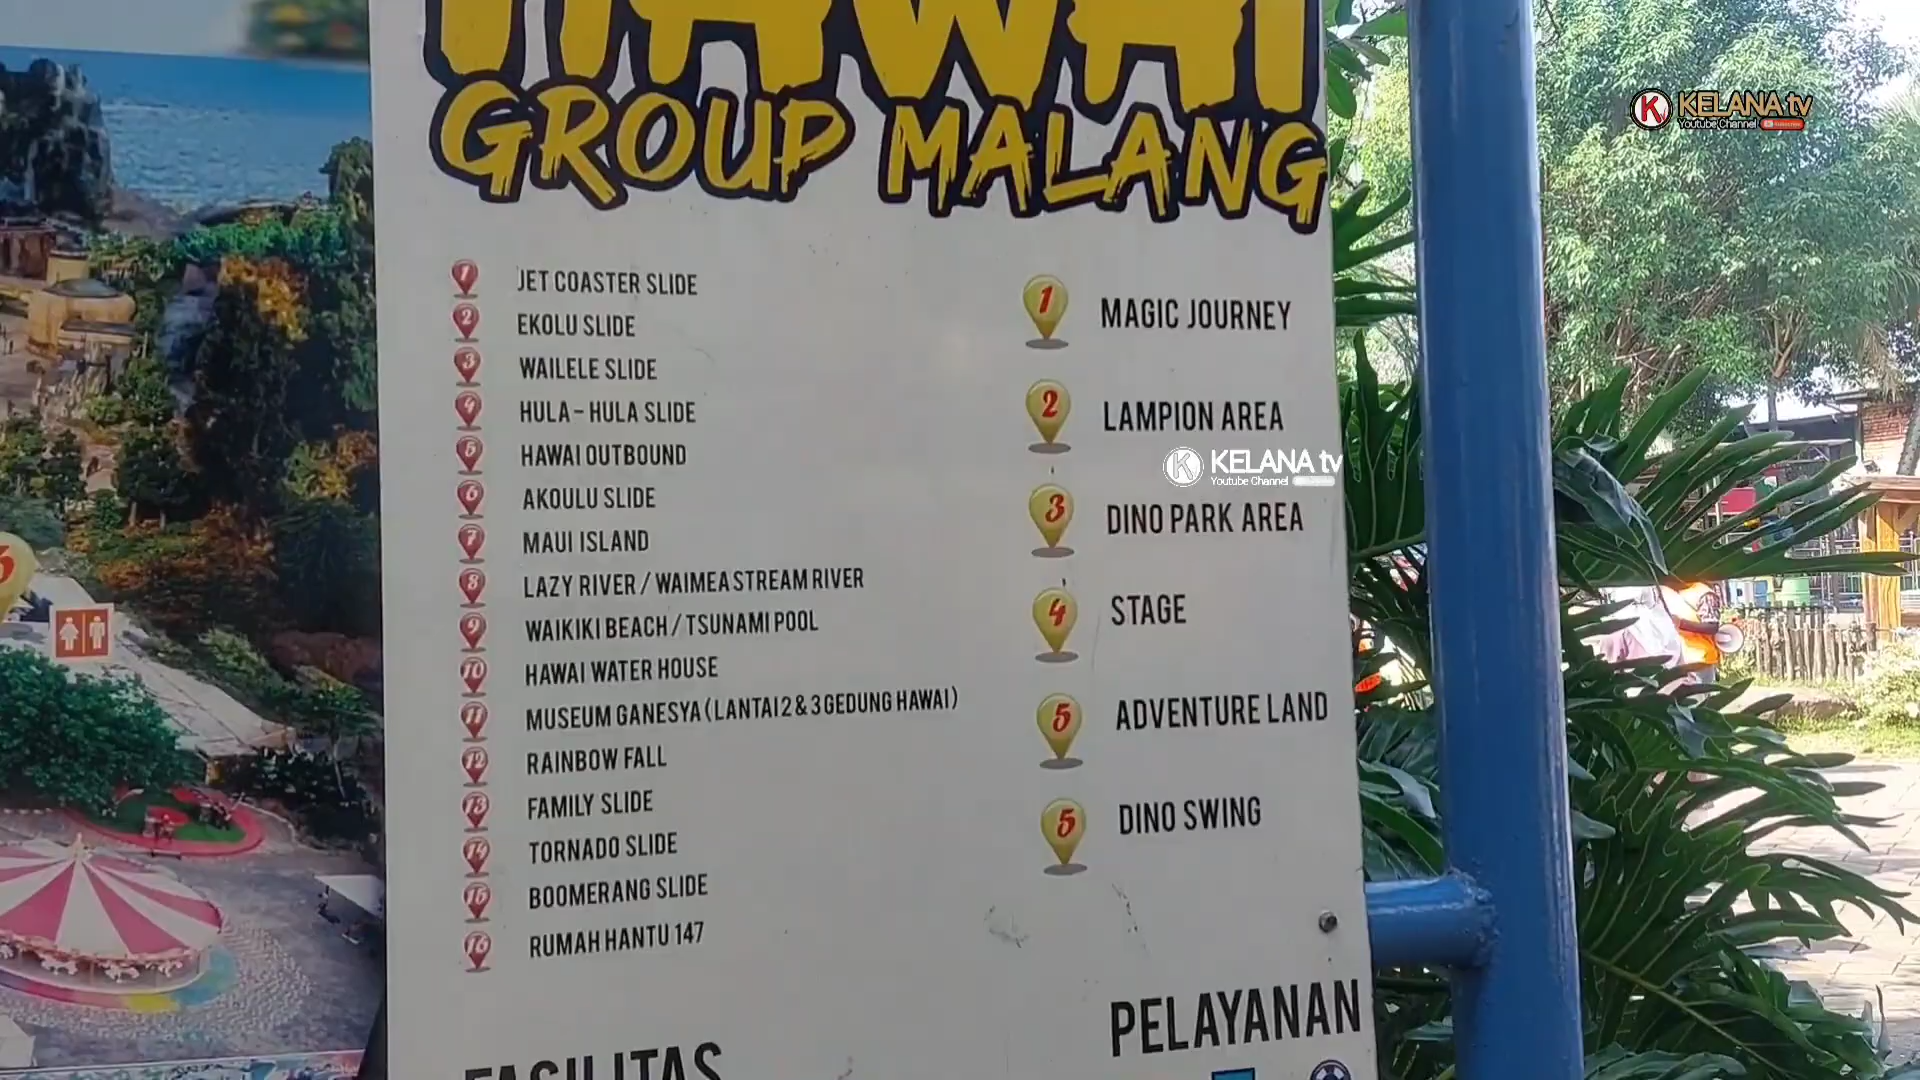 HAWAI
GROUP MALANG
KELANA tv
Youtube Channel
1 JET COASTER SLIDE
2 EKOLU SLIDE
3 WAILELE SLIDE
4 HULA - HULA SLIDE
5 HAWAI OUTBOUND
6 AKOULU SLIDE
7 MAUI ISLAND
8 LAZY RIVER / WAIMEA STREAM RIVER
9 WAIKIKI BEACH / TSUNAMI POOL
10 HAWAI WATER HOUSE
11 MUSEUM GANESYA ( LANTAI 2 & 3 GEDUNG HAWAI )
12 RAINBOW FALL
13 FAMILY SLIDE
14 TORNADO SLIDE
15 BOOMERANG SLIDE
16 RUMAH HANTU 147
1 MAGIC JOURNEY
2 LAMPION AREA
KELANA tv
Youtube Channel
3 DINO PARK AREA
4 STAGE
5 ADVENTURE LAND
5 DINO SWING
FASILITAS
PELAYANAN